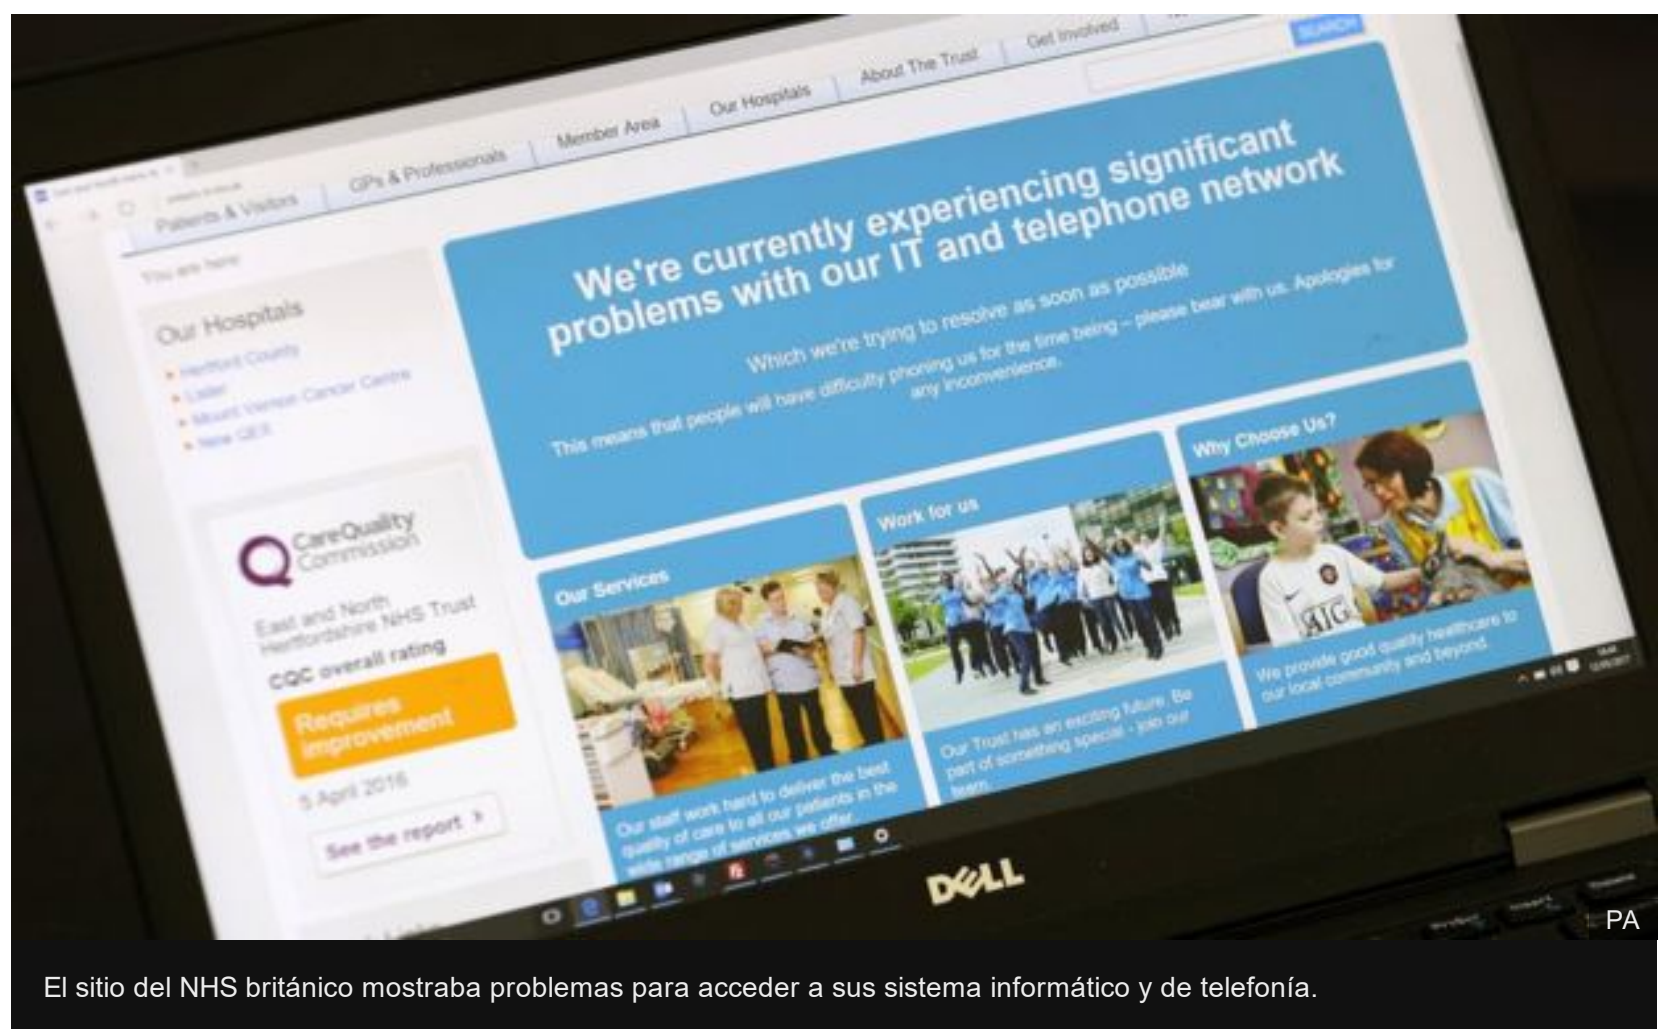 Patients & Visitors
GPs & Professionals
Member Area
Our Hospitals
About The Trust
Get Involved
SEARCH
You are here:
Our Hospitals
Hertford County
Lister
Mount Vernon Cancer Centre
New QEII
CareQuality
Commission
East and North
Hertfordshire NHS Trust
CQC overall rating
Requires
improvement
5 April 2016
See the report >
We're currently experiencing significant
problems with our IT and telephone network
Which we're trying to resolve as soon as possible
This means that people will have difficulty phoning us for the time being – please bear with us. Apologies for
any inconvenience.
Our Services
Our staff work hard to deliver the best
quality of care to all our patients in the
wide range of services we offer.
Work for us
Our Trust has an exciting future. Be
part of something special - join our
team.
Why Choose Us?
AIG
We provide good quality healthcare to
our local community and beyond.
DELL
PA
El sitio del NHS británico mostraba problemas para acceder a sus sistema informático y de telefonía.